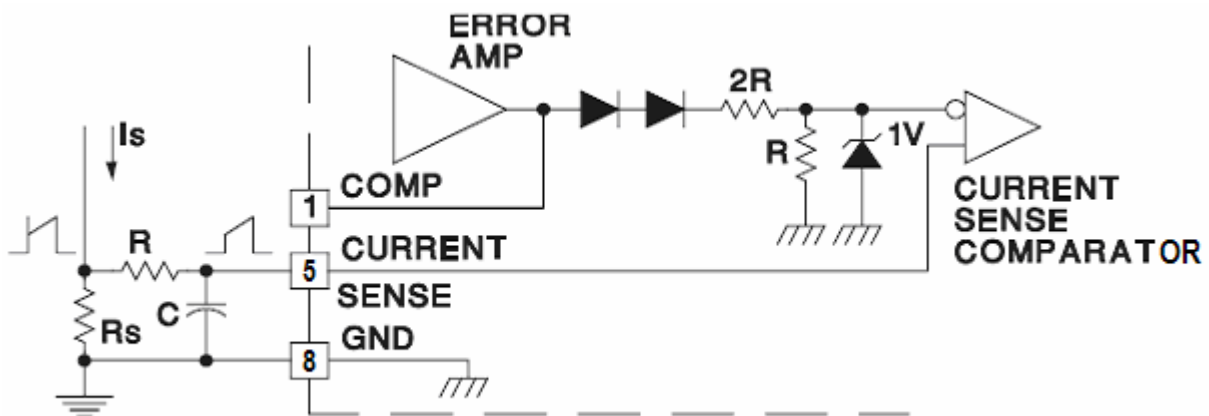 ERROR
AMP
2R
Is
R
1V
COMP
1
R
CURRENT
5
SENSE
C
Rs
GND
8
CURRENT
SENSE
COMPARATOR